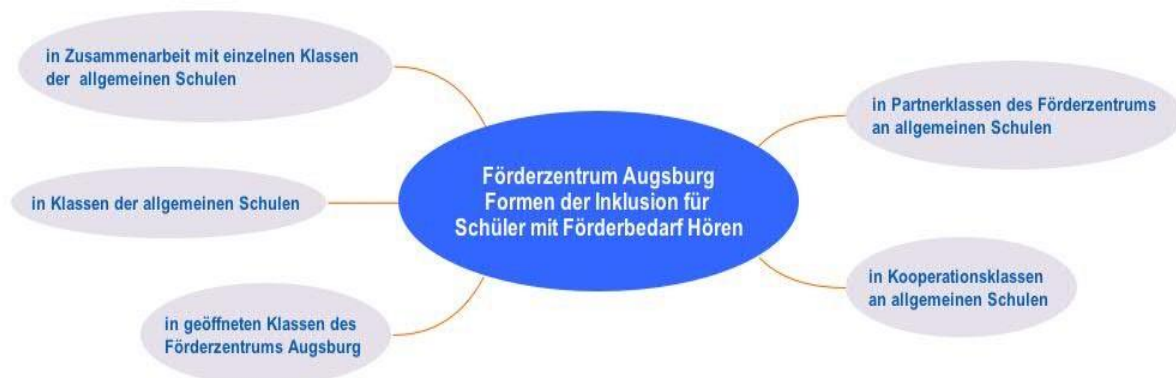 in Zusammenarbeit mit einzelnen Klassen
der allgemeinen Schulen
in Partnerklassen des Förderzentrums
an allgemeinen Schulen
Förderzentrum Augsburg
Formen der Inklusion für
Schüler mit Förderbedarf Hören
in Klassen der allgemeinen Schulen
in Kooperationsklassen
an allgemeinen Schulen
in geöffneten Klassen des
Förderzentrums Augsburg